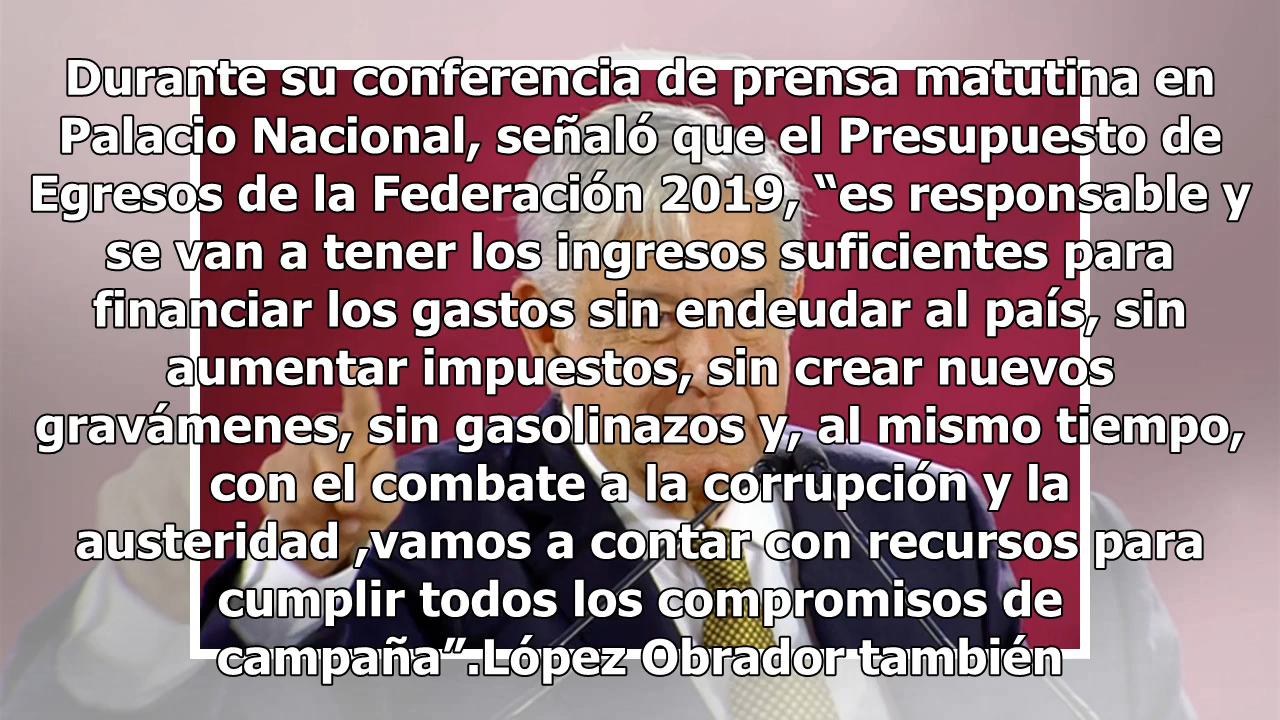 Durante su conferencia de prensa matutina en
Palacio Nacional, señaló que el Presupuesto de
Egresos de la Federación 2019, “es responsable y
se van a tener los ingresos suficientes para
financiar los gastos sin endeudar al país, sin
aumentar impuestos, sin crear nuevos
gravámenes, sin gasolinazos y, al mismo tiempo,
con el combate a la corrupción y la
austeridad ,vamos a contar con recursos para
cumplir todos los compromisos de
campaña”.López Obrador también